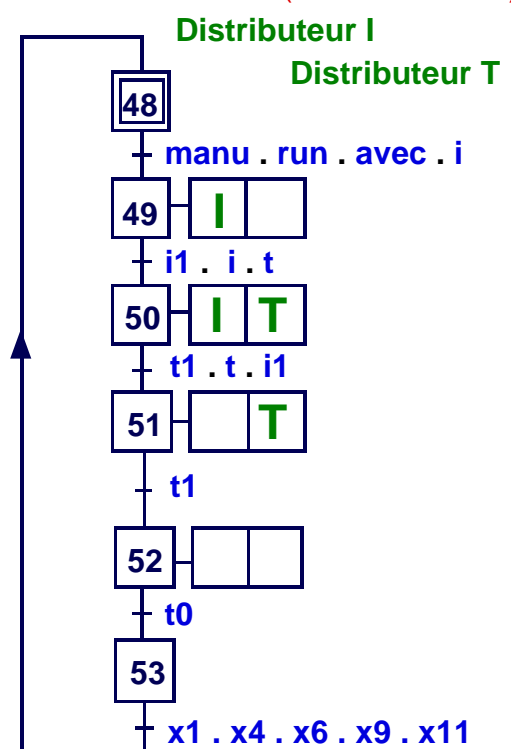 Distributeur I
Distributeur T
48
manu . run . avec . i
49 I
i1 . i . t
50 I T
t1 . t . i1
51 T
t1
52
t0
53
x1 . x4 . x6 . x9 . x11